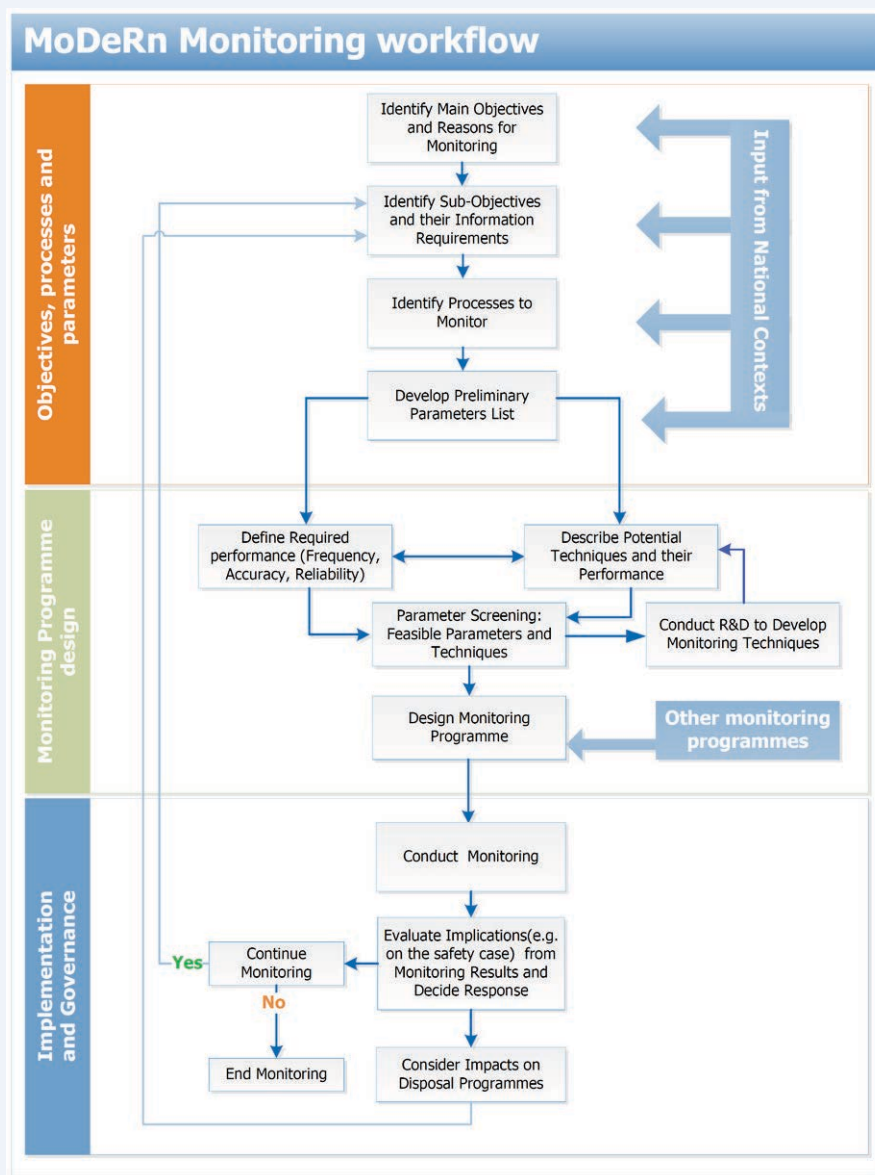 MoDeRn Monitoring workflow
Objectives, processes and
parameters
Identify Main Objectives
and Reasons for
Monitoring
Identify Sub-Objectives
and their Information
Requirements
Identify Processes to
Monitor
Develop Preliminary
Parameters List
Input from National Contexts
Monitoring Programme
design
Define Required
performance (Frequency,
Accuracy, Reliability)
Describe Potential
Techniques and their
Performance
Parameter Screening:
Feasible Parameters and
Techniques
Conduct R&D to Develop
Monitoring Techniques
Design Monitoring
Programme
Other monitoring
programmes
Implementation
and Governance
Conduct Monitoring
Evaluate Implications(e.g.
on the safety case) from
Monitoring Results and
Decide Response
Continue
Monitoring
Yes
No
End Monitoring
Consider Impacts on
Disposal Programmes